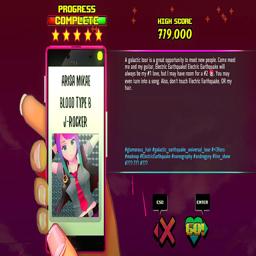 PROGRESS
COMPLETE
HIGH SCORE
719,000
A galactic tour is a great opportunity to meet new people. Come meet
me and my guitar, Electric Earthquake! Electric Earthquake will
always be my #1 love, but I may have room for a #2. You may
even turn into a song. Also, don't touch Electric Earthquake. OR my
hair.
ARISA MIKAE
BLOOD TYPE B
J-ROCKER
#glamorous_hair #galactic_earthquake_universal_tour
#makeup #ElectricEarthquake #androgyny #live_show
ESC
ENTER
GO!